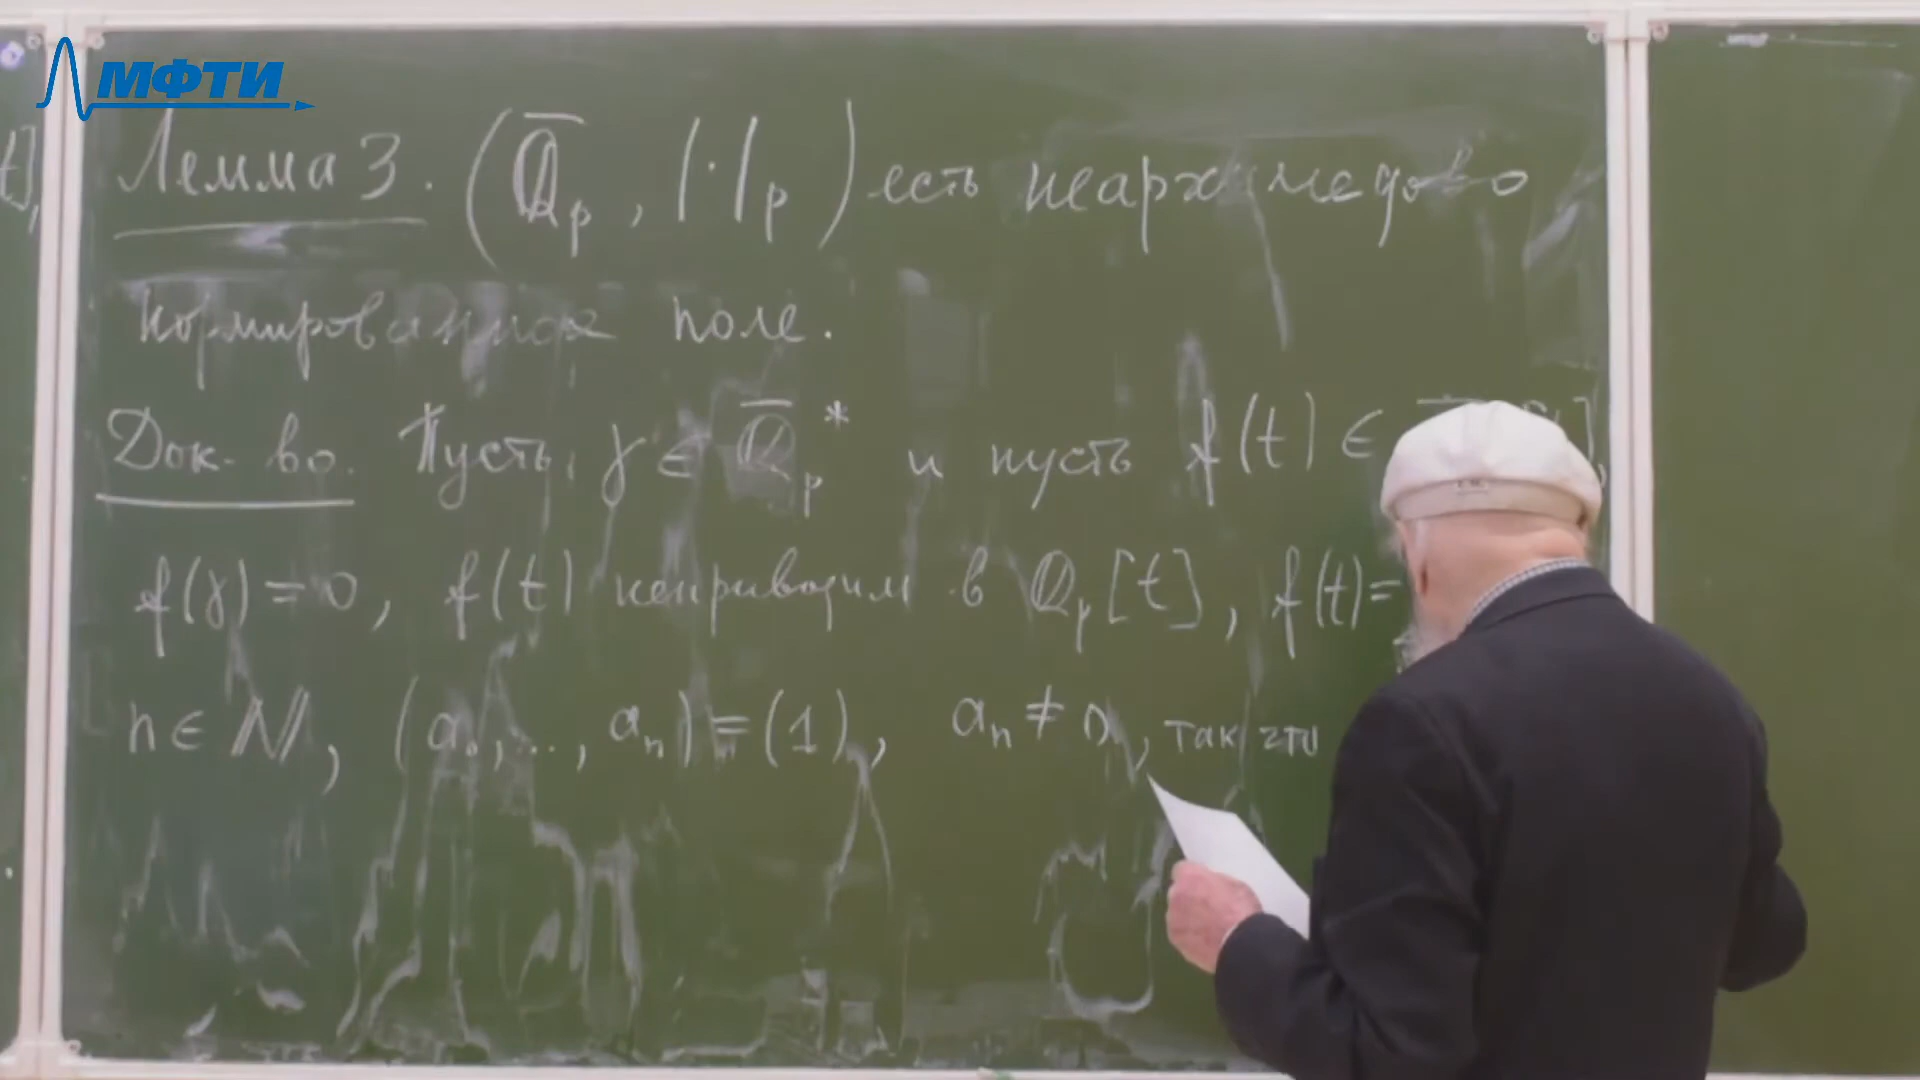 МФТИ
t],
Лемма 3. (Q̅ₚ, |·|ₚ) есть неархимедово
нормированное поле.
Док-во. Пусть γ ∈ Q̅ₚ* и пусть f(t) ∈ ],
f(γ) = 0, f(t) неприводим в Qₚ[t], f(t) =
n ∈ N, (a₀, ..., aₙ) = (1), aₙ ≠ 0, так что